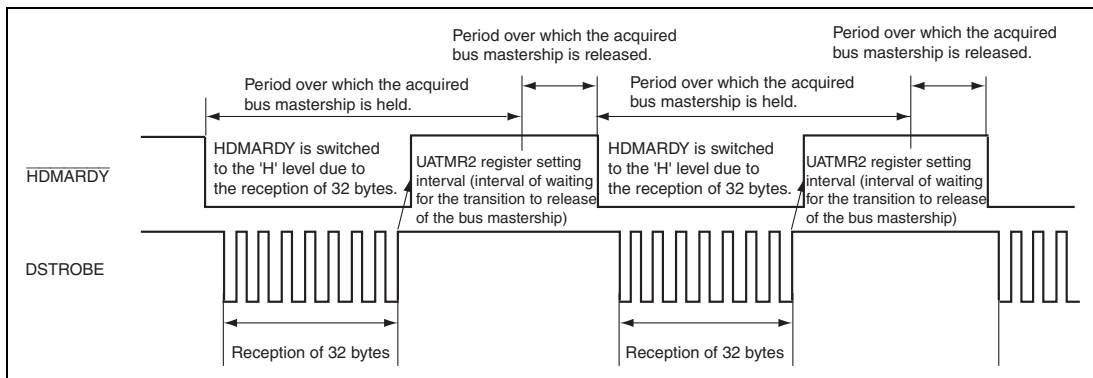 Period over which the acquired
bus mastership is released.
Period over which the acquired
bus mastership is released.
Period over which the acquired
bus mastership is held.
Period over which the acquired
bus mastership is held.
HDMARDY
HDMARDY is switched
to the 'H' level due to
the reception of 32 bytes.
UATMR2 register setting
interval (interval of waiting
for the transition to release
of the bus mastership)
HDMARDY is switched
to the 'H' level due to
the reception of 32 bytes.
UATMR2 register setting
interval (interval of waiting
for the transition to release
of the bus mastership)
DSTROBE
Reception of 32 bytes
Reception of 32 bytes